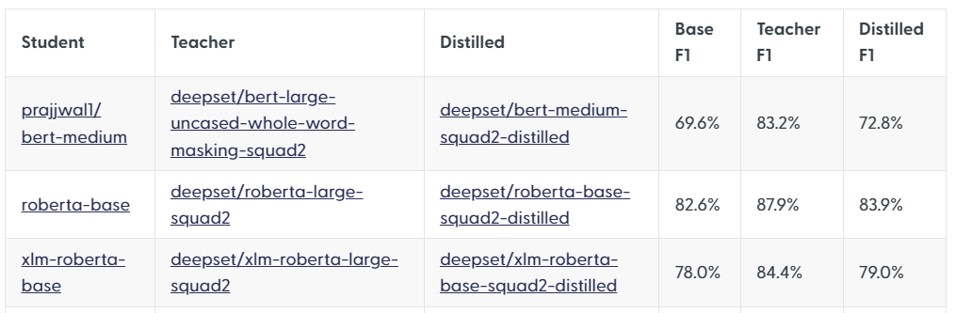 Student Teacher Distilled Base F1 Teacher F1 Distilled F1
prajjwal1/
bert-medium
deepset/bert-large-
uncased-whole-word-
masking-squad2
deepset/bert-medium-
squad2-distilled
69.6% 83.2% 72.8%
roberta-base
deepset/roberta-large-
squad2
deepset/roberta-base-
squad2-distilled
82.6% 87.9% 83.9%
xlm-roberta-
base
deepset/xlm-roberta-large-
squad2
deepset/xlm-roberta-
base-squad2-distilled
78.0% 84.4% 79.0%